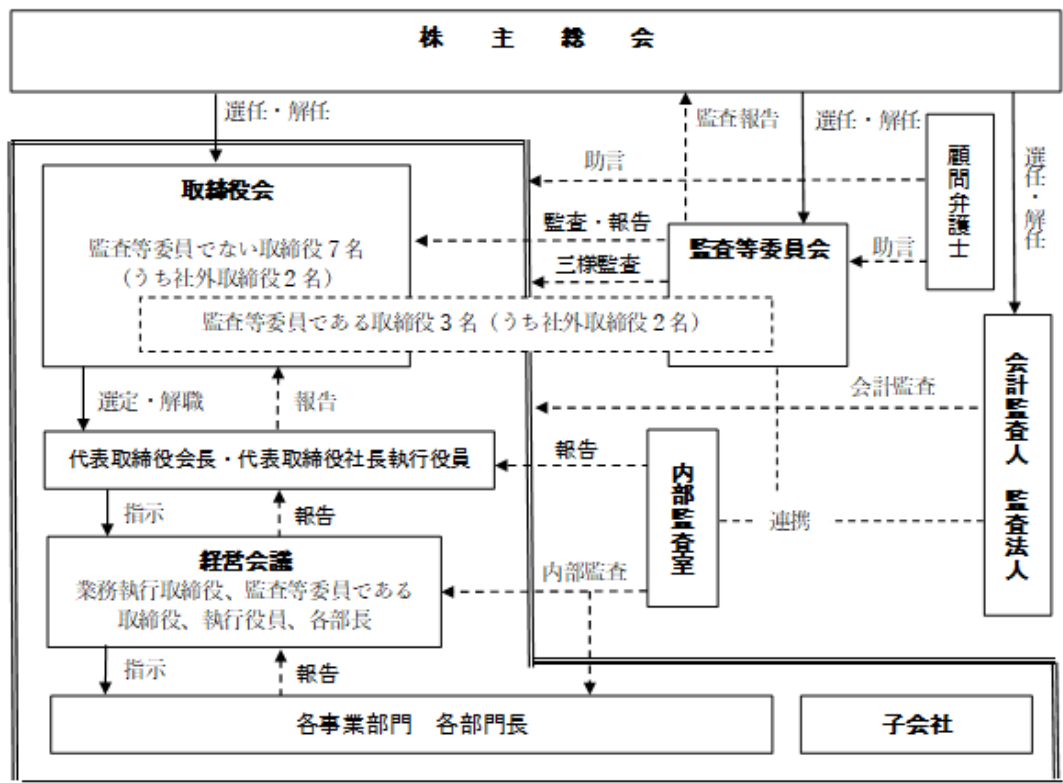 株主総会
選任・解任
監査報告
選任・解任
選任・解任
顧問弁護士
助言
取締役会
監査等委員でない取締役7名
(うち社外取締役2名)
監査・報告
監査等委員会
助言
三様監査
監査等委員である取締役3名(うち社外取締役2名)
選定・解職
報告
会計監査
会計監査人 監査法人
代表取締役会長・代表取締役社長執行役員
報告
内部監査室
指示
報告
連携
経営会議
業務執行取締役、監査等委員である
取締役、執行役員、各部長
内部監査
指示
報告
各事業部門 各部門長
子会社